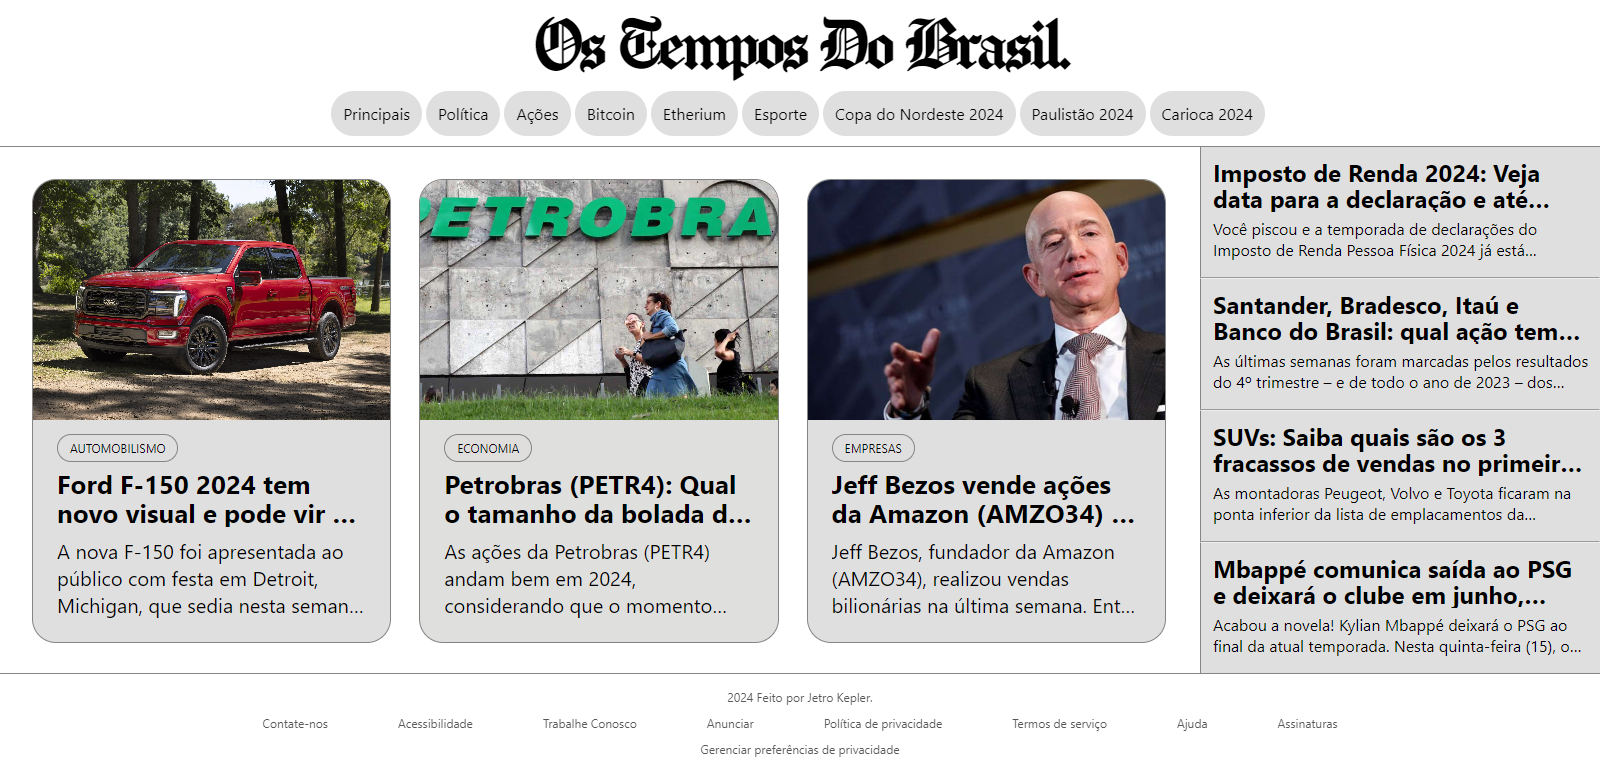 Os Tempos Do Brasil.
Principais
Política
Ações
Bitcoin
Etherium
Esporte
Copa do Nordeste 2024
Paulistão 2024
Carioca 2024
AUTOMOBILISMO
Ford F-150 2024 tem
novo visual e pode vir ...
A nova F-150 foi apresentada ao
público com festa em Detroit,
Michigan, que sedia nesta seman...
PETROBRA
ECONOMIA
Petrobras (PETR4): Qual
o tamanho da bolada d...
As ações da Petrobras (PETR4)
andam bem em 2024,
considerando que o momento...
EMPRESAS
Jeff Bezos vende ações
da Amazon (AMZO34) ...
Jeff Bezos, fundador da Amazon
(AMZO34), realizou vendas
bilionárias na última semana. Ent...
Imposto de Renda 2024: Veja
data para a declaração e até...
Você piscou e a temporada de declarações do
Imposto de Renda Pessoa Física 2024 já está...
Santander, Bradesco, Itaú e
Banco do Brasil: qual ação tem...
As últimas semanas foram marcadas pelos resultados
do 4º trimestre – e de todo o ano de 2023 – dos...
SUVs: Saiba quais são os 3
fracassos de vendas no primeir...
As montadoras Peugeot, Volvo e Toyota ficaram na
ponta inferior da lista de emplacamentos da...
Mbappé comunica saída ao PSG
e deixará o clube em junho,...
Acabou a novela! Kylian Mbappé deixará o PSG ao
final da atual temporada. Nesta quinta-feira (15), o...
2024 Feito por Jetro Kepler.
Contate-nos
Acessibilidade
Trabalhe Conosco
Anunciar
Política de privacidade
Termos de serviço
Ajuda
Assinaturas
Gerenciar preferências de privacidade